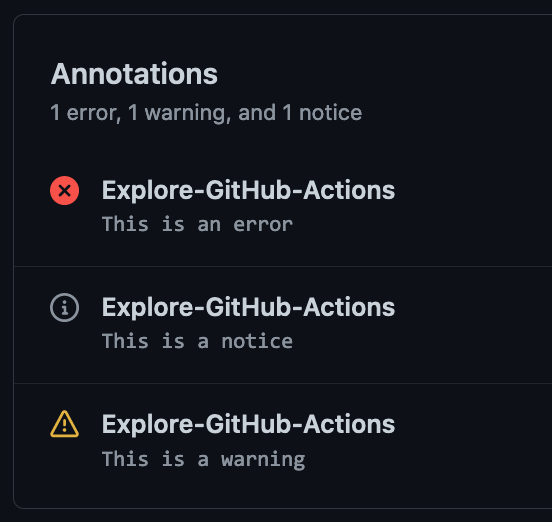 Annotations
1 error, 1 warning, and 1 notice
Explore-GitHub-Actions
This is an error
Explore-GitHub-Actions
This is a notice
Explore-GitHub-Actions
This is a warning